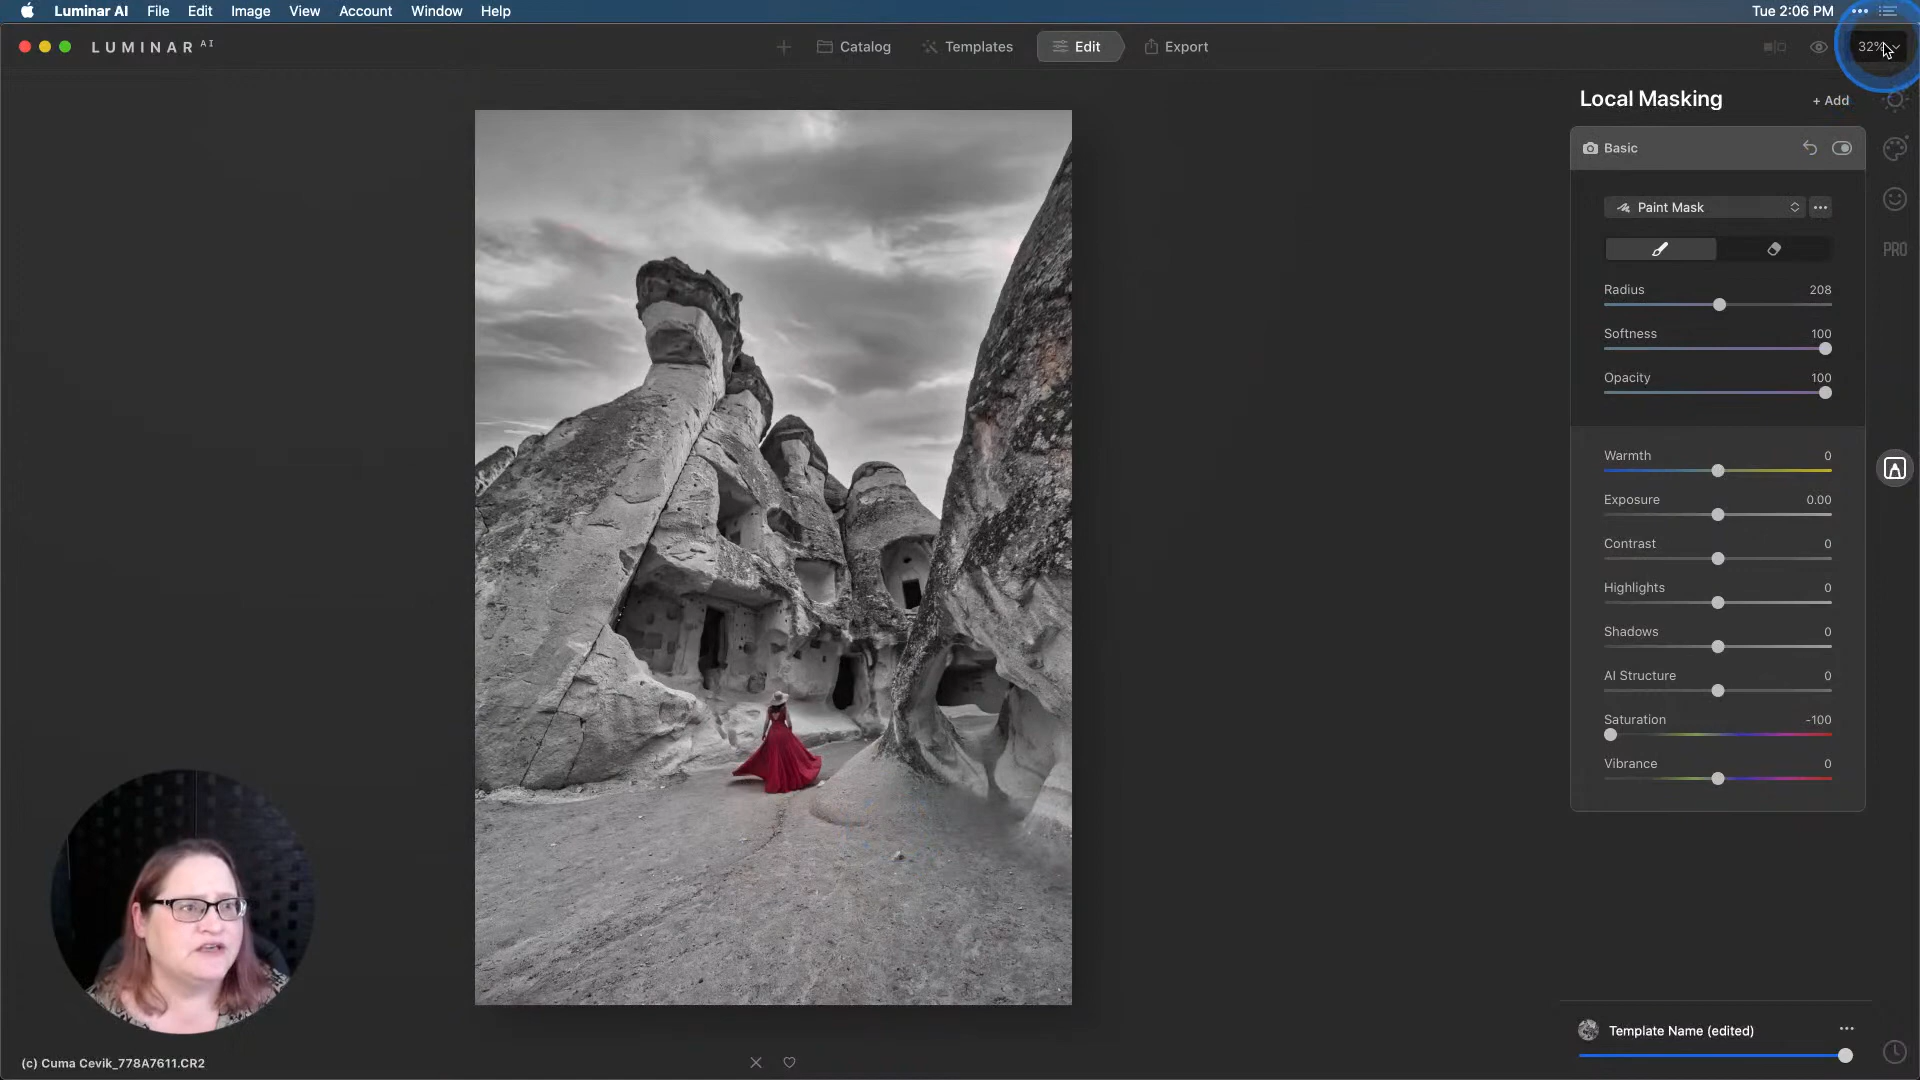 Luminar AI File Edit Image View Account Window Help Tue 2:06 PM
LUMINAR AI Catalog Templates Edit Export 32%
Local Masking + Add
Basic
Paint Mask
Radius 208
Softness 100
Opacity 100
PRO
Warmth 0
Exposure 0.00
Contrast 0
Highlights 0
Shadows 0
AI Structure 0
Saturation -100
Vibrance 0
Template Name (edited)
(c) Cuma Cevik_778A7611.CR2